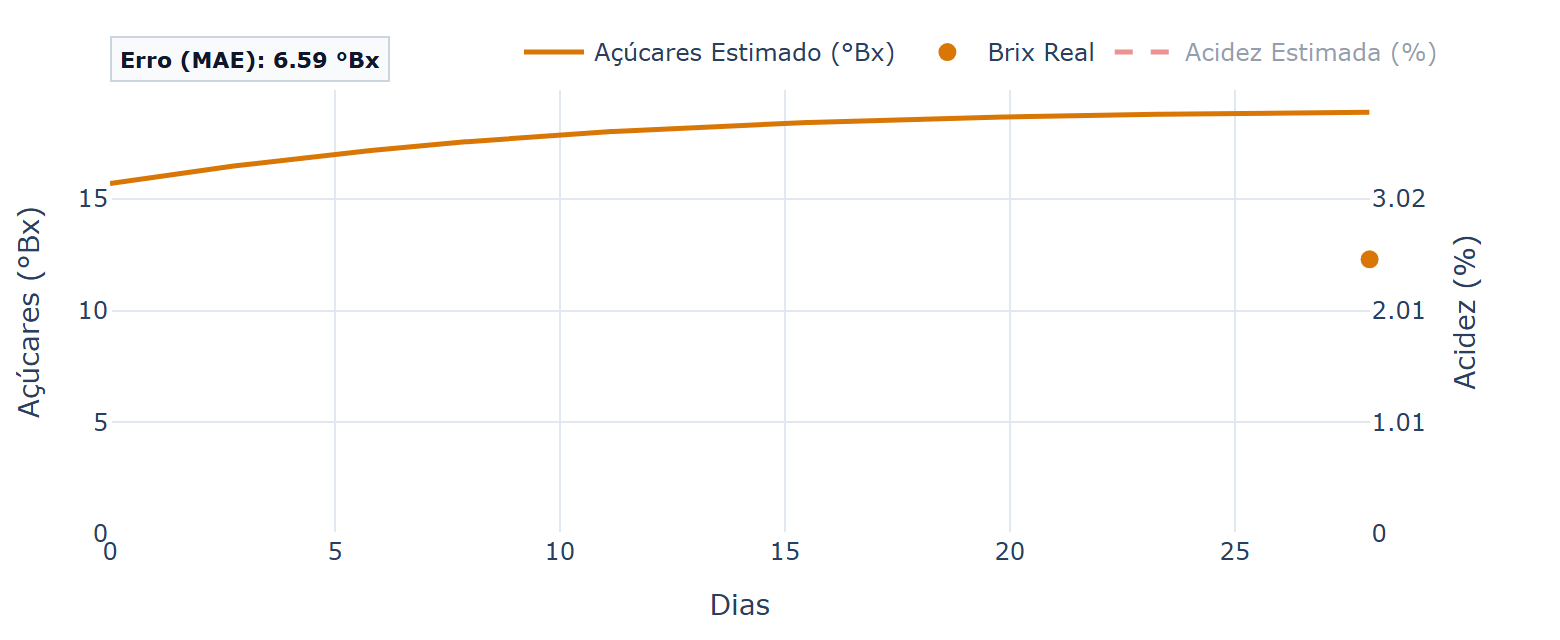 Erro (MAE): 6.59 °Bx
Açúcares Estimado (°Bx)
Brix Real
Acidez Estimada (%)
Açúcares (°Bx)
15
10
5
0
3.02
2.01
1.01
0
Acidez (%)
0
5
10
15
20
25
Dias